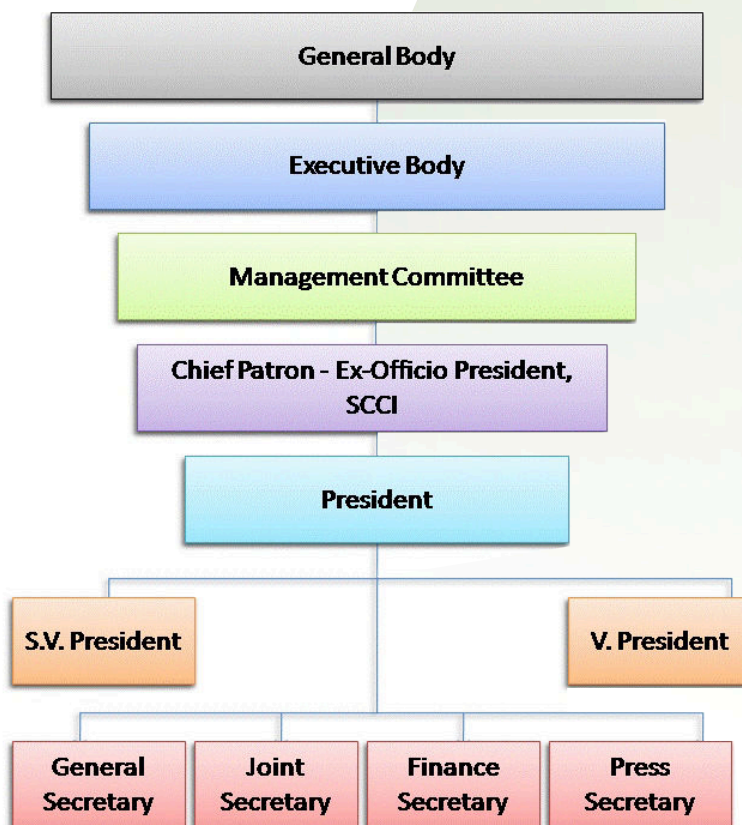 General Body
Executive Body
Management Committee
Chief Patron - Ex-Officio President,
SCCI
President
S.V. President
V. President
General
Secretary
Joint
Secretary
Finance
Secretary
Press
Secretary